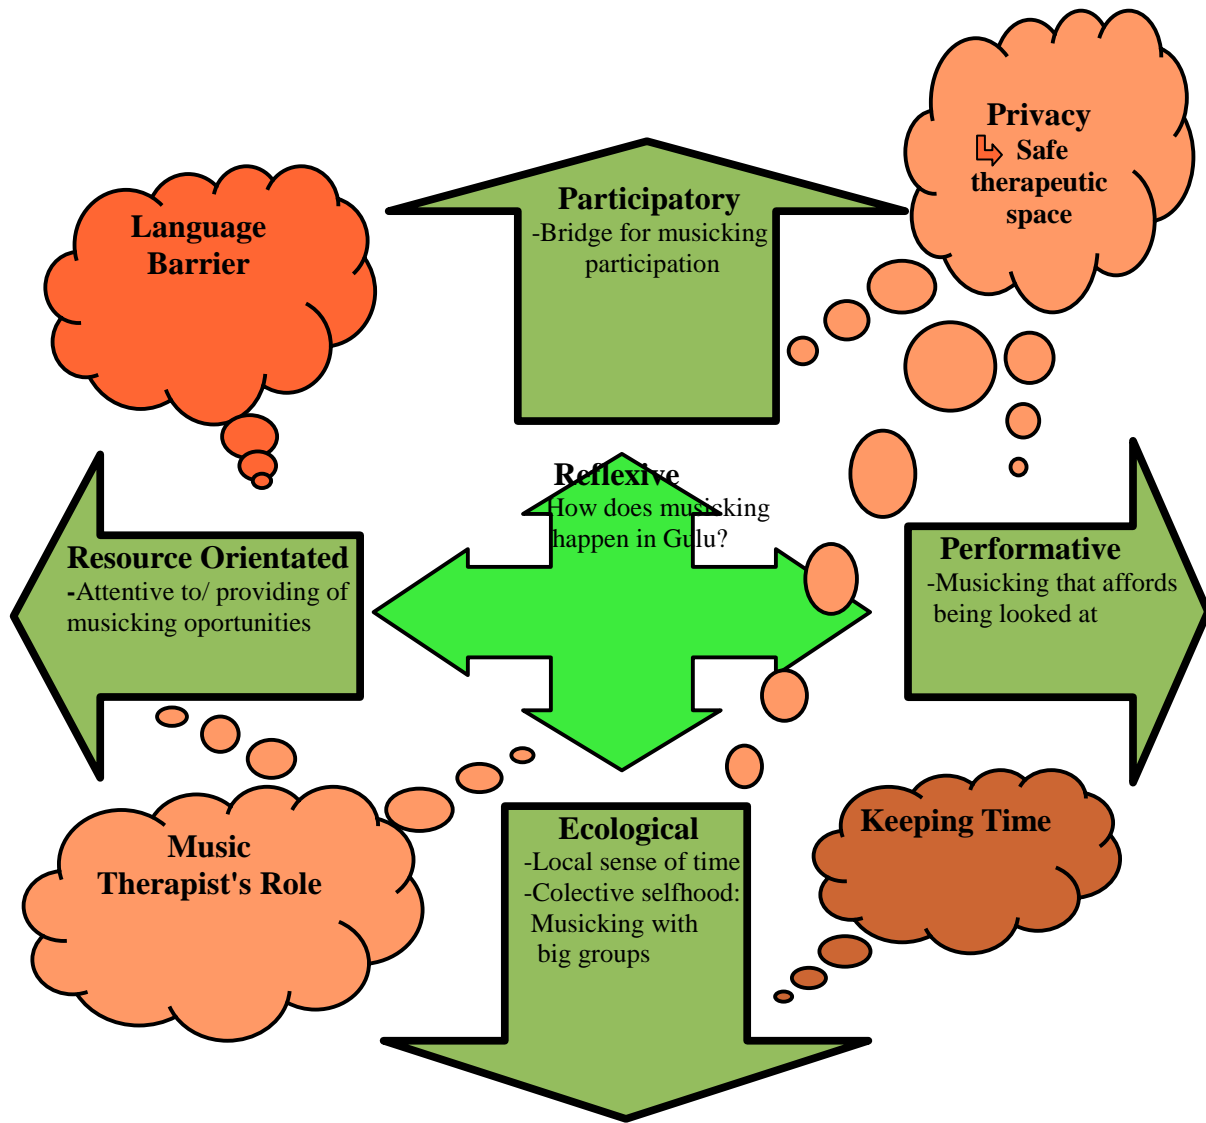 Privacy
Safe
therapeutic
space
Language
Barrier
Participatory
-Bridge for musicking
participation
Reflexive
How does musicking
happen in Gulu?
Resource Orientated
-Attentive to/ providing of
musicking oportunities
Performative
-Musicking that affords
being looked at
Music
Therapist's Role
Ecological
-Local sense of time
-Colective selfhood:
Musicking with
big groups
Keeping Time